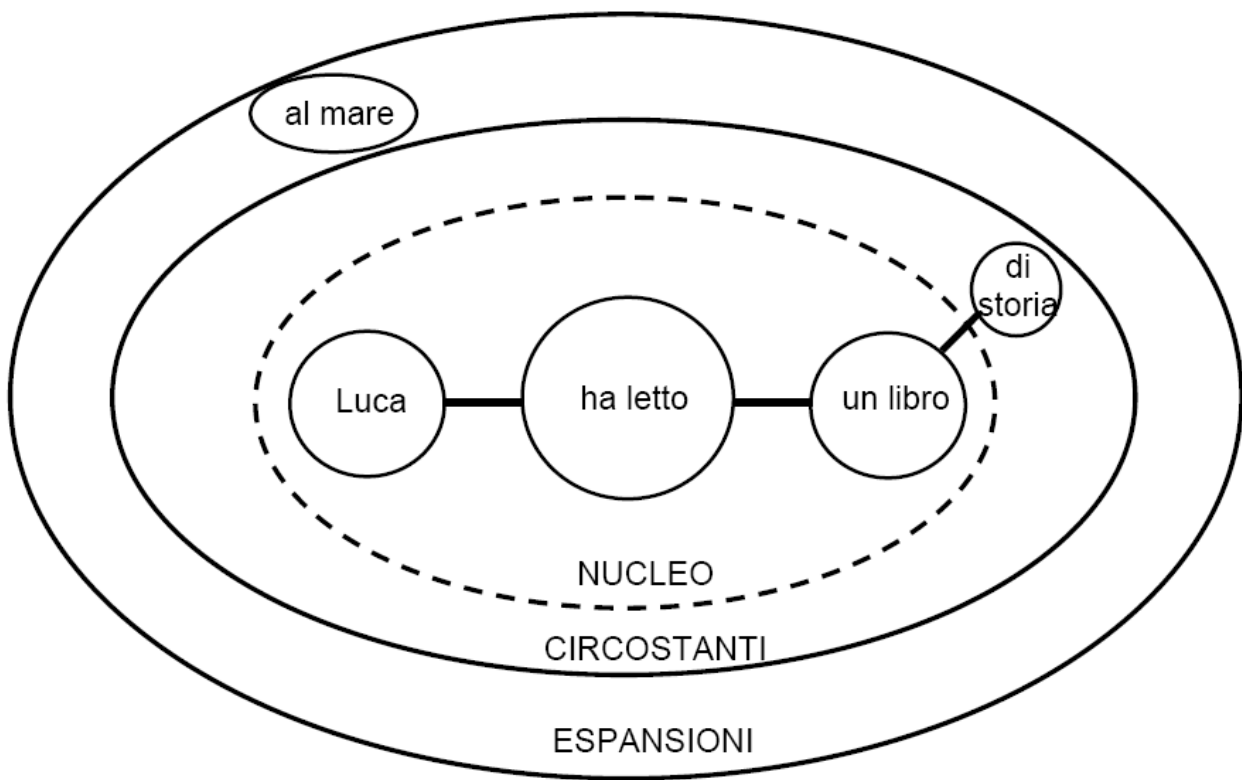 al mare
di
storia
Luca
ha letto
un libro
NUCLEO
CIRCOSTANTI
ESPANSIONI